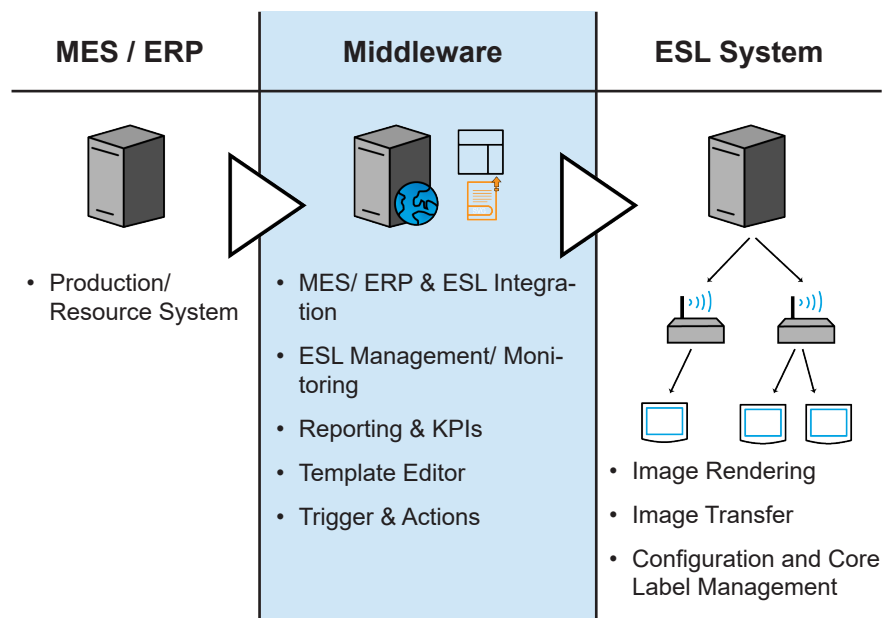 MES / ERP
Middleware
ESL System
• Production/
Resource System
• MES/ ERP & ESL Integra-
tion
• ESL Management/ Moni-
toring
• Reporting & KPIs
• Template Editor
• Trigger & Actions
• Image Rendering
• Image Transfer
• Configuration and Core
Label Management